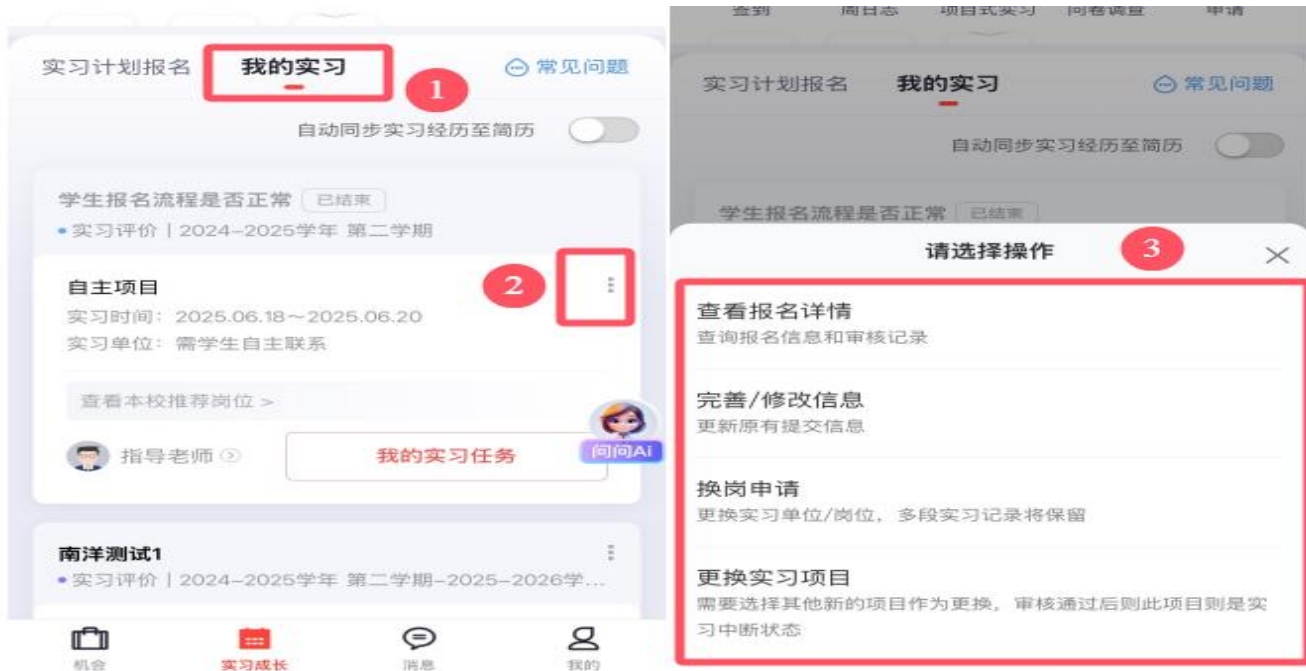 实习计划报名
我的实习
常见问题
1
自动同步实习经历至简历
学生报名流程是否正常 已结束
实习评价 | 2024-2025学年 第二学期
自主项目
2
实习时间：2025.06.18~2025.06.20
实习单位：需学生自主联系
查看本校推荐岗位 >
指导老师
我的实习任务
问问AI
南洋测试1
实习评价 | 2024-2025学年 第二学期-2025-2026学...
机会
实习成长
消息
我的
签到
周日志
项目式实习
问卷调查
申请
实习计划报名
我的实习
常见问题
自动同步实习经历至简历
学生报名流程是否正常 已结束
请选择操作
3
查看报名详情
查询报名信息和审核记录
完善/修改信息
更新原有提交信息
换岗申请
更换实习单位/岗位，多段实习记录将保留
更换实习项目
需要选择其他新的项目作为更换，审核通过后则此项目则是实
习中断状态